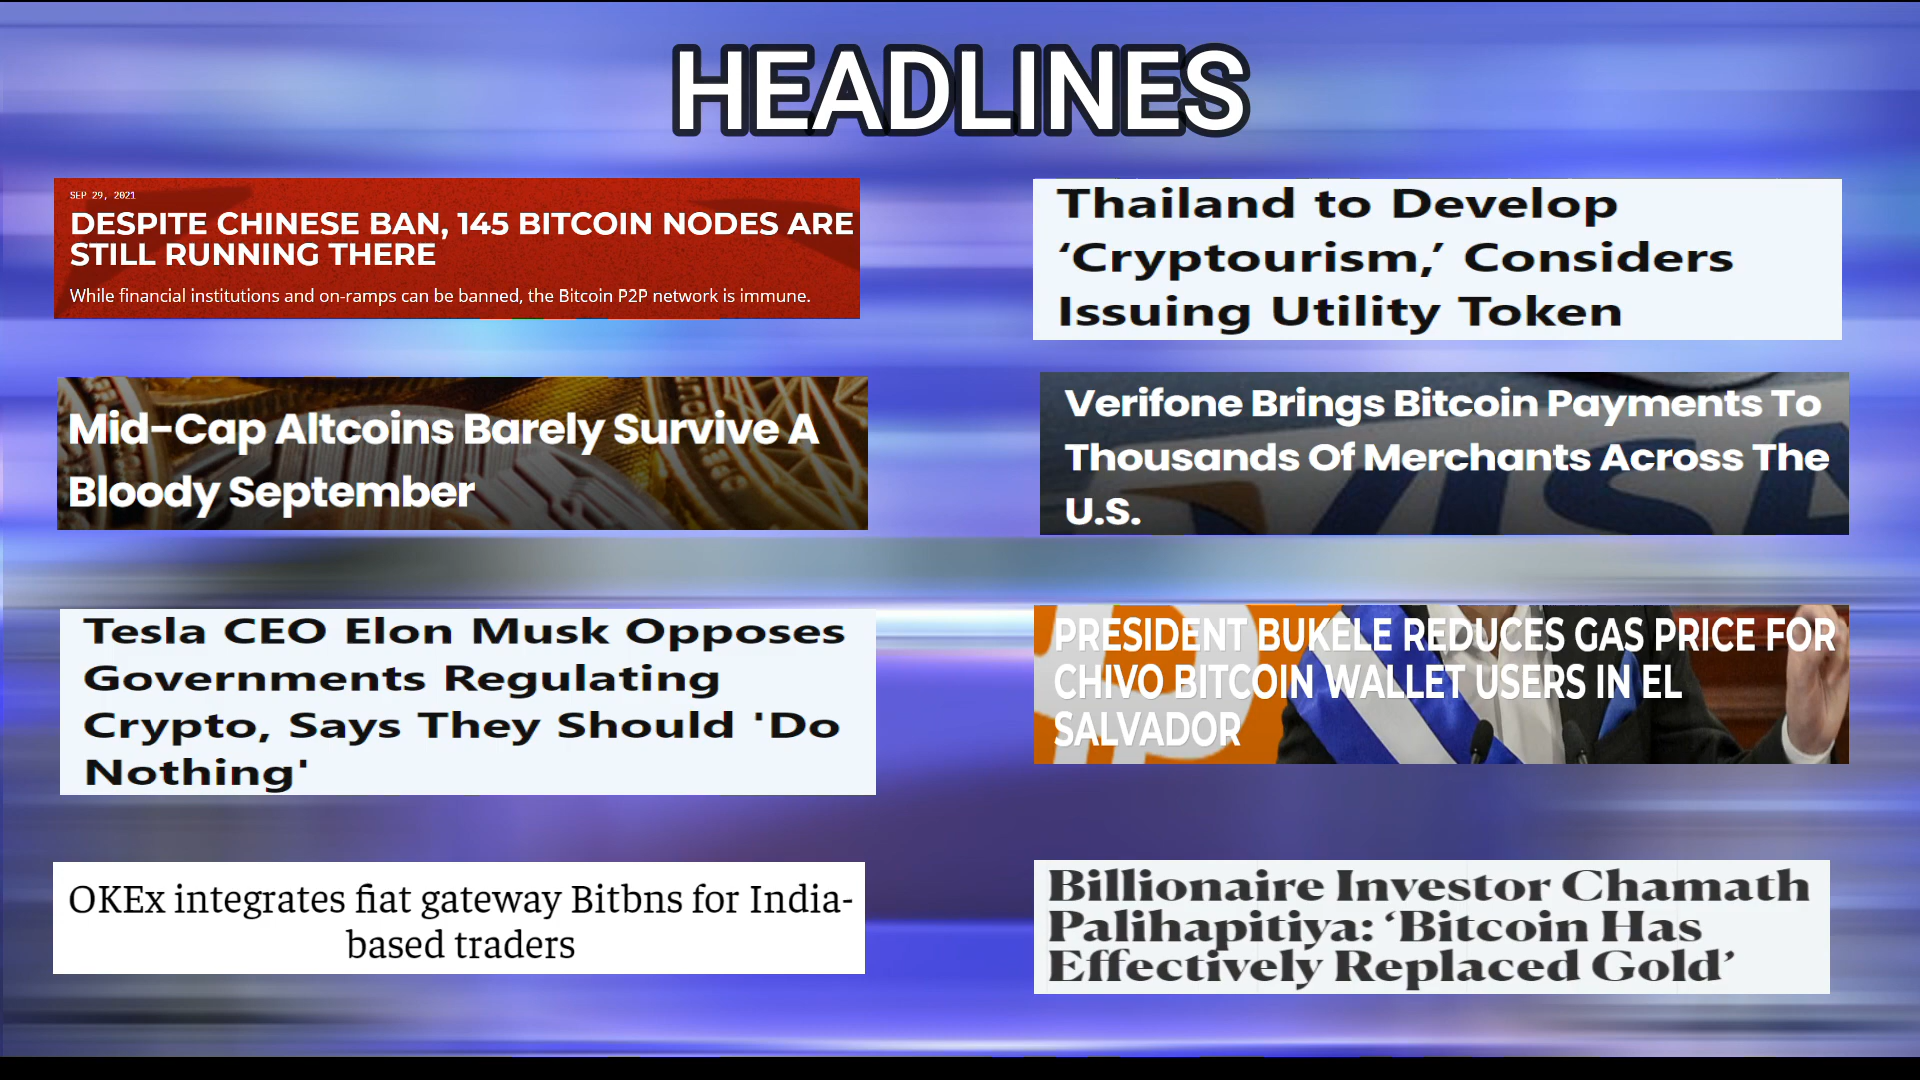 HEADLINES
SEP 29, 2021
DESPITE CHINESE BAN, 145 BITCOIN NODES ARE
STILL RUNNING THERE
While financial institutions and on-ramps can be banned, the Bitcoin P2P network is immune.
Thailand to Develop
‘Cryptourism,’ Considers
Issuing Utility Token
Mid-Cap Altcoins Barely Survive A
Bloody September
Verifone Brings Bitcoin Payments To
Thousands Of Merchants Across The
U.S.
VISA
Tesla CEO Elon Musk Opposes
Governments Regulating
Crypto, Says They Should 'Do
Nothing'
PRESIDENT BUKELE REDUCES GAS PRICE FOR
CHIVO BITCOIN WALLET USERS IN EL
SALVADOR
OKEx integrates fiat gateway Bitbns for India-
based traders
Billionaire Investor Chamath
Palihapitiya: ‘Bitcoin Has
Effectively Replaced Gold’